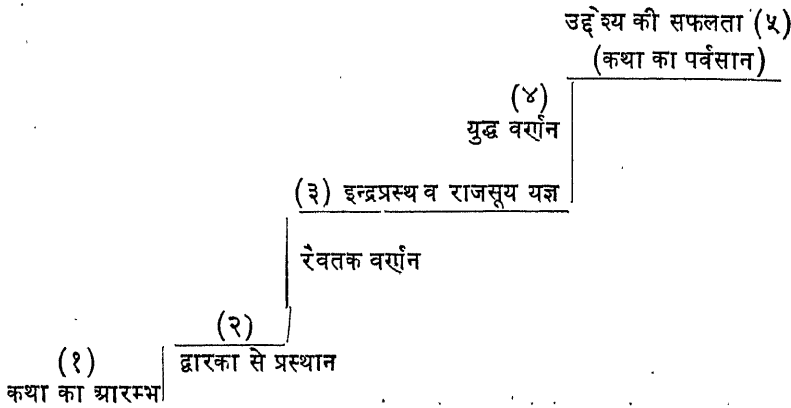 उद्देश्य की सफलता (५)
(कथा का पर्वसान)
(४)
युद्ध वर्णन
(३) इन्द्रप्रस्थ व राजसूय यज्ञ
रैवतक वर्णन
(२)
द्वारका से प्रस्थान
(१)
कथा का आरम्भ